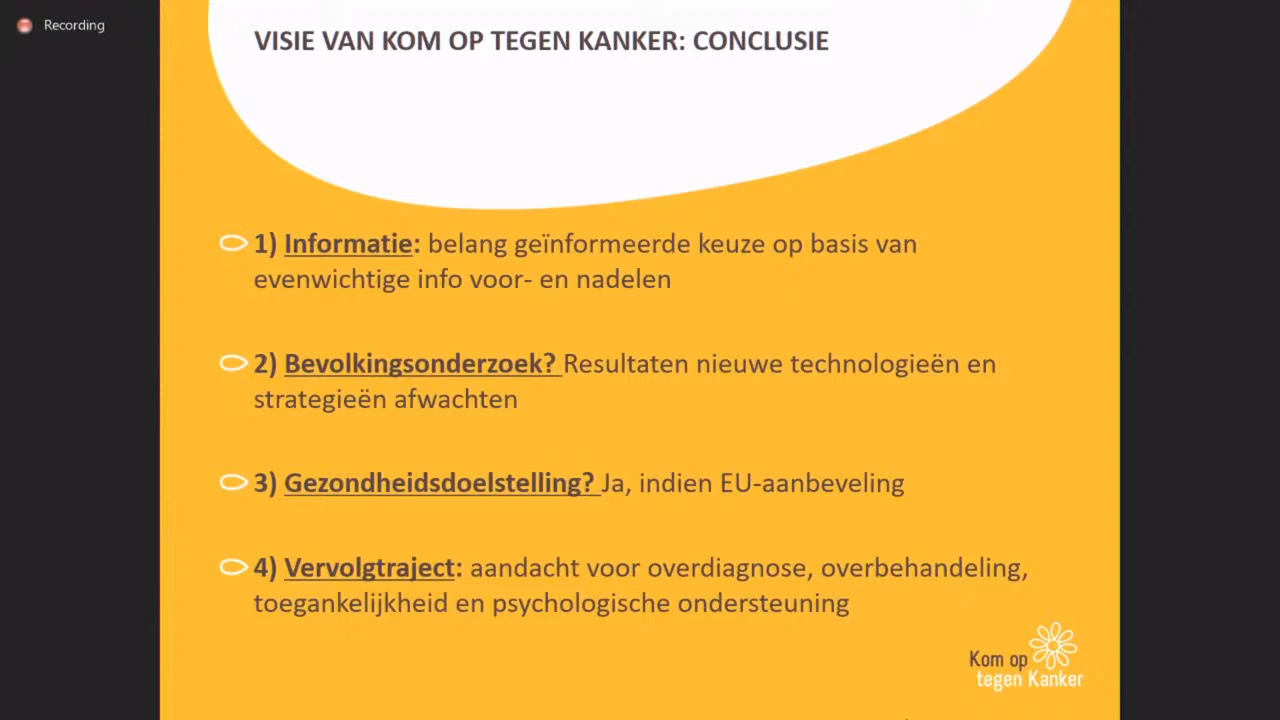 Recording
VISIE VAN KOM OP TEGEN KANKER: CONCLUSIE
1) Informatie: belang geïnformeerde keuze op basis van
evenwichtige info voor- en nadelen
2) Bevolkingsonderzoek? Resultaten nieuwe technologieën en
strategieën afwachten
3) Gezondheidsdoelstelling? Ja, indien EU-aanbeveling
4) Vervolgtraject: aandacht voor overdiagnose, overbehandeling,
toegankelijkheid en psychologische ondersteuning
Kom op
tegen Kanker